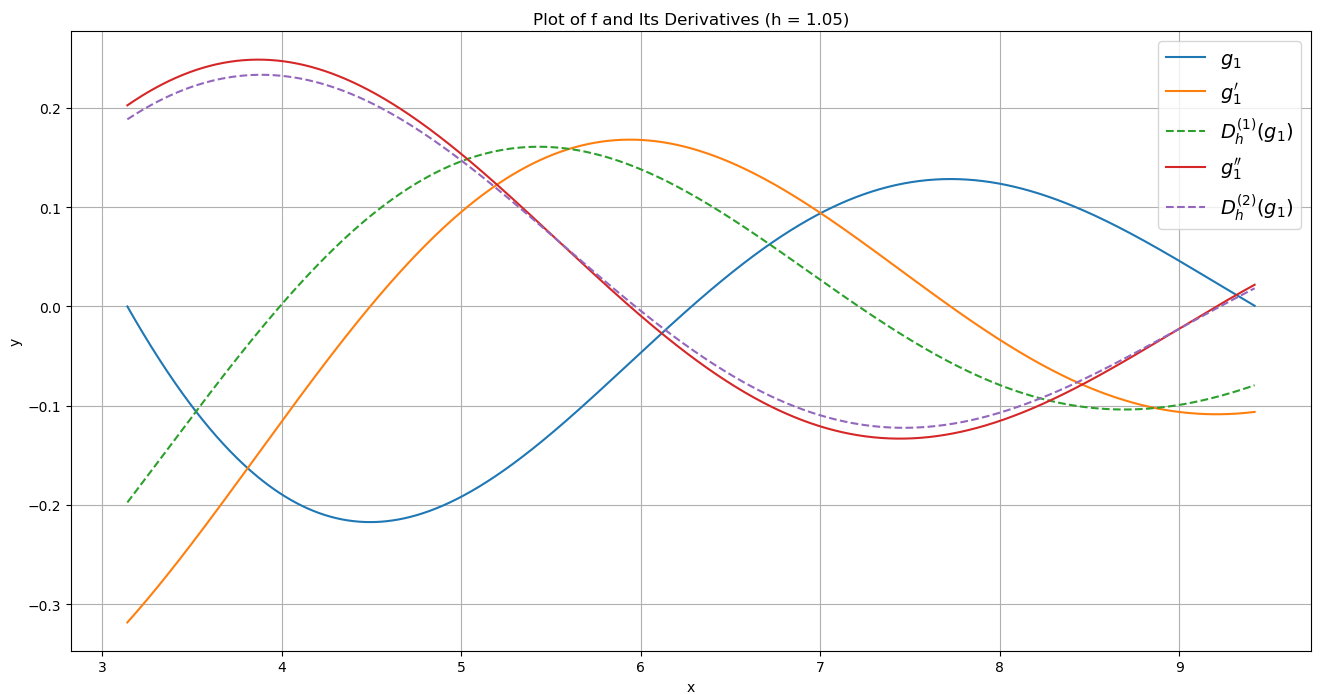 Plot of f and Its Derivatives (h = 1.05)
g₁
g₁′
D_h^(1)(g₁)
g₁″
D_h^(2)(g₁)
y
0.2
0.1
0.0
−0.1
−0.2
−0.3
3 4 5 6 7 8 9
x